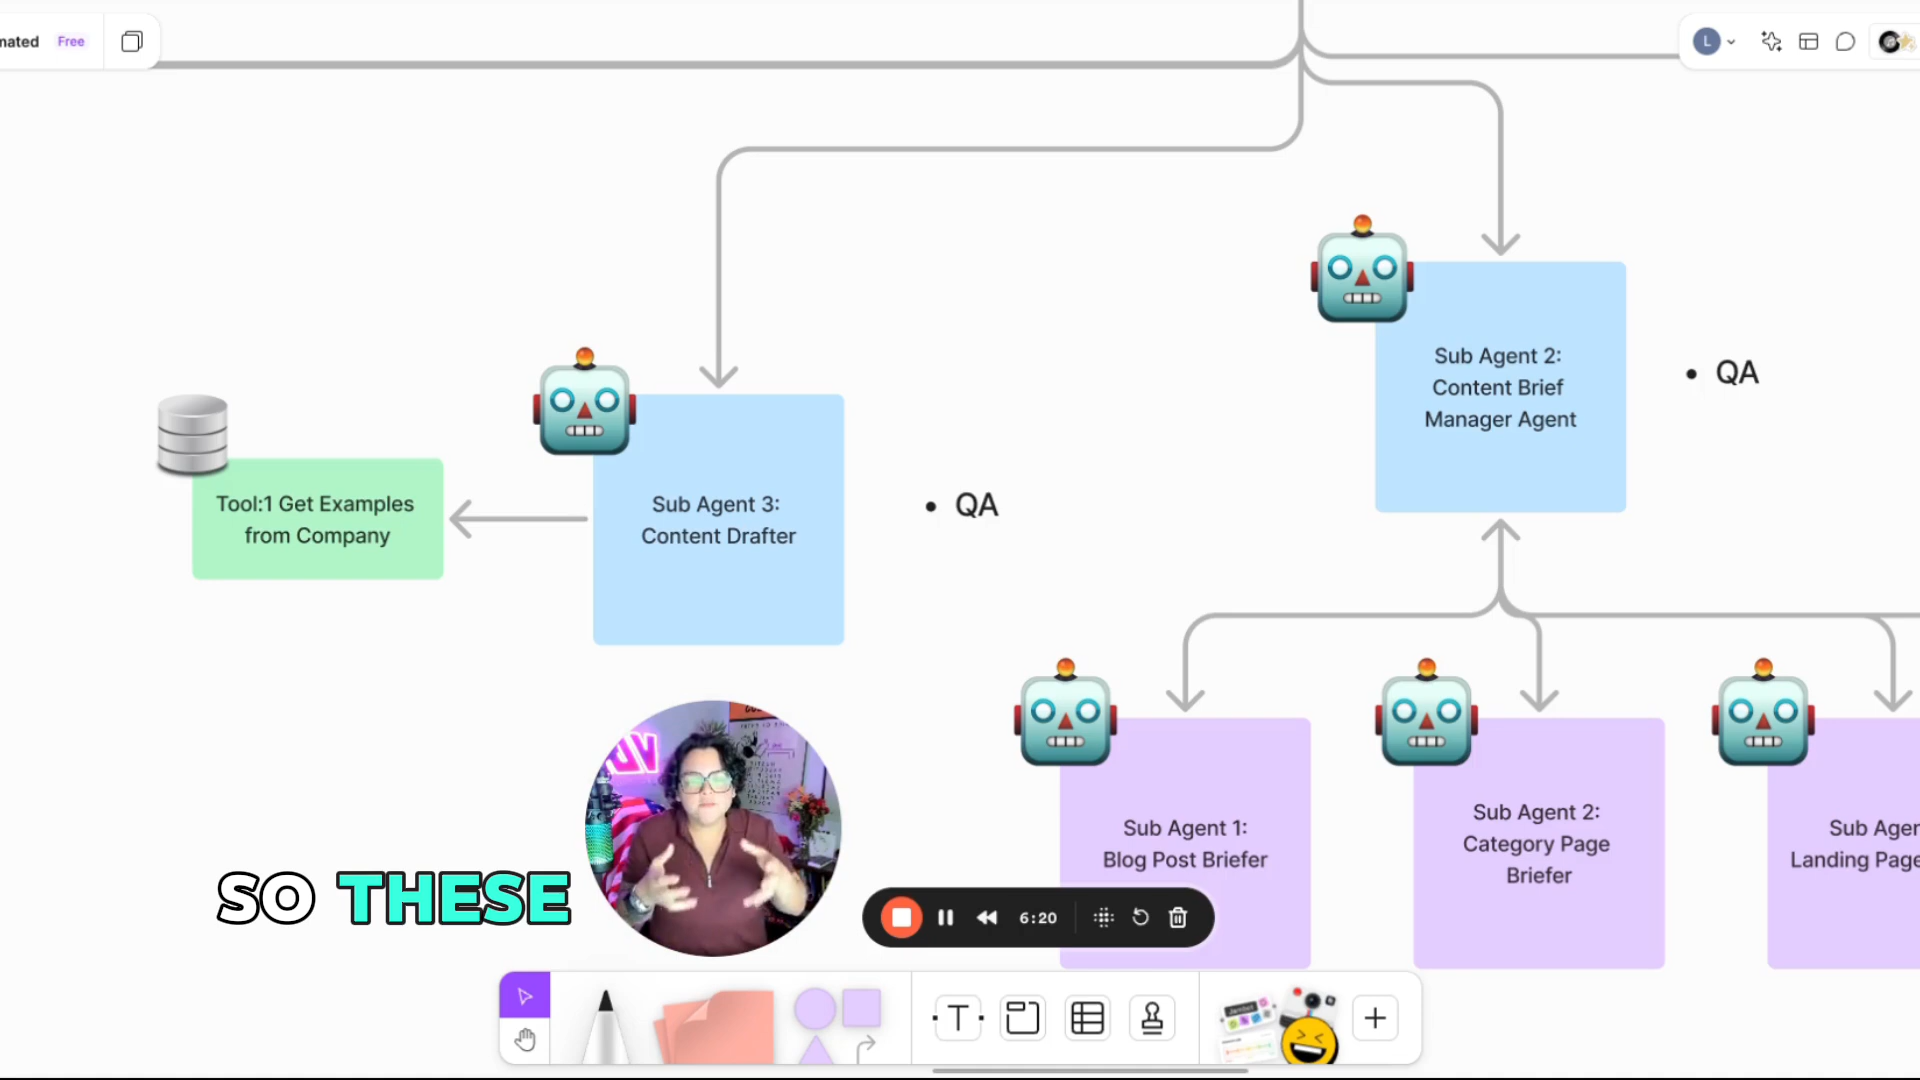 mated Free
L
Sub Agent 2:
Content Brief
Manager Agent
• QA
Tool:1 Get Examples
from Company
Sub Agent 3:
Content Drafter
• QA
Sub Agent 1:
Blog Post Briefer
Sub Agent 2:
Category Page
Briefer
Sub Agen
Landing Page
SO THESE
6:20
T